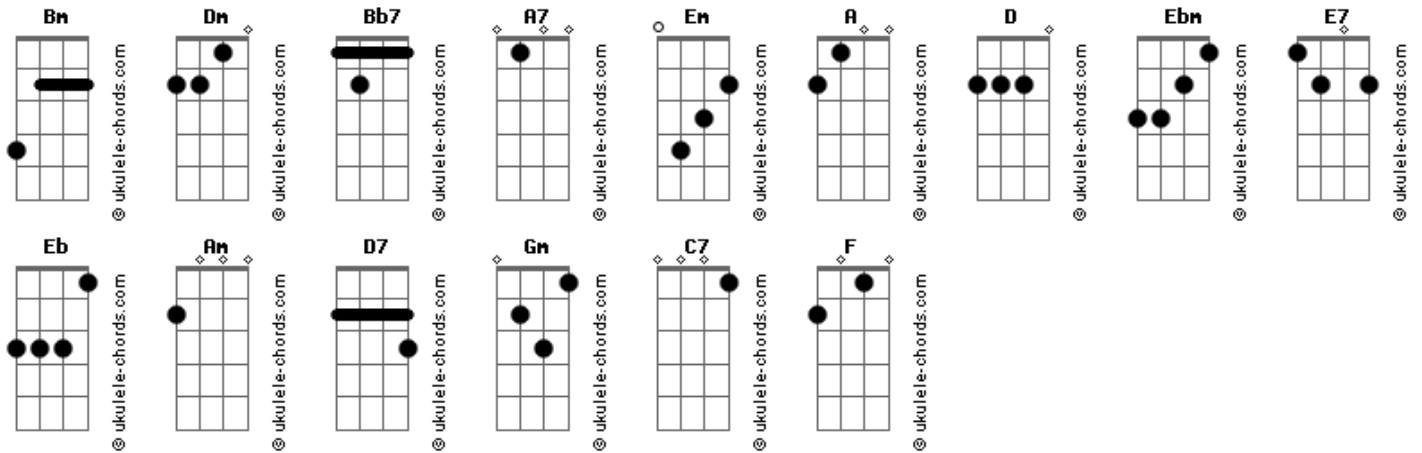 Bm Dm Bb7 A7 Em A D Ebm E7
© ukulele-chords.com © ukulele-chords.com © ukulele-chords.com © ukulele-chords.com © ukulele-chords.com © ukulele-chords.com © ukulele-chords.com © ukulele-chords.com © ukulele-chords.com
Eb Am D7 Gm C7 F
© ukulele-chords.com © ukulele-chords.com © ukulele-chords.com © ukulele-chords.com © ukulele-chords.com © ukulele-chords.com